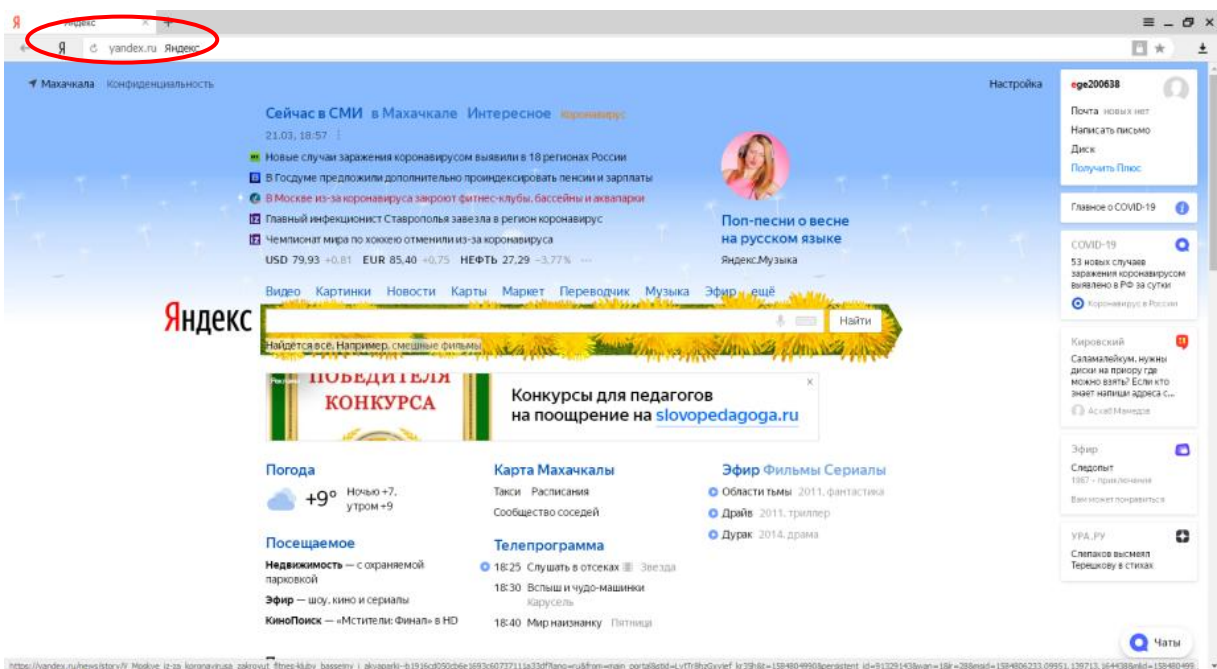 Я Яндекс × +
Я yandex.ru Яндекс
Махачкала Конфиденциальность
Настройка
Сейчас в СМИ в Махачкале Интересное Коронавирус
21.03, 18:57
Новые случаи заражения коронавирусом выявили в 18 регионах России
В Госдуме предложили дополнительно проиндексировать пенсии и зарплаты
В Москве из-за коронавируса закроют фитнес-клубы, бассейны и аквапарки
Главный инфекционист Ставрополья завезла в регион коронавирус
Чемпионат мира по хоккею отменили из-за коронавируса
USD 79,93 +0,81 EUR 85,40 +0,75 НЕФТЬ 27,29 −3,77% ···
Поп-песни о весне
на русском языке
Яндекс.Музыка
Видео Картинки Новости Карты Маркет Переводчик Музыка Эфир ещё
Яндекс
Найти
Найдётся всё. Например, смешные фильмы
Реклама
ПОБЕДИТЕЛЯ
КОНКУРСА
Конкурсы для педагогов
на поощрение на slovopedagoga.ru
Погода
+9° Ночью +7,
утром +9
Посещаемое
Недвижимость — с охраняемой
парковкой
Эфир — шоу, кино и сериалы
КиноПоиск — «Мстители: Финал» в HD
Карта Махачкалы
Такси Расписания
Сообщество соседей
Телепрограмма
18:25 Слушать в отсеках Звезда
18:30 Вспыш и чудо-машинки
Карусель
18:40 Мир наизнанку Пятница
Эфир Фильмы Сериалы
Области тьмы 2011, фантастика
Драйв 2011, триллер
Дурак 2014, драма
ege200638
Почта новых нет
Написать письмо
Диск
Получить Плюс
Главное о COVID-19
COVID-19
53 новых случаев
заражения коронавирусом
выявлено в РФ за сутки
Коронавирус в России
Кировский
Саламалейкум, нужны
диски на приору где
можно взять? Если кто
знает напиши адреса с...
Асхаб Мамедов
Эфир
Следопыт
1987 – приключения
Вам может понравиться
УРА.РУ
Слепаков высмеял
Терешкову в стихах
Чаты